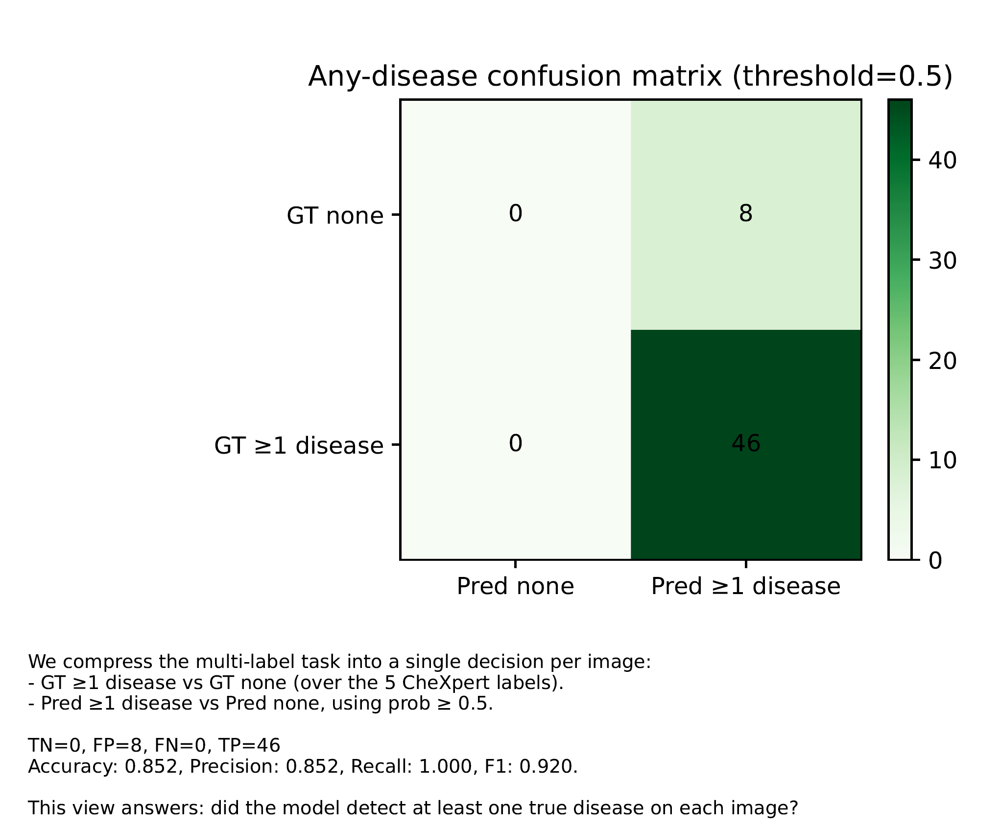 Any-disease confusion matrix (threshold=0.5)
GT none
0
8
GT ≥1 disease
0
46
Pred none
Pred ≥1 disease
40
30
20
10
0
We compress the multi-label task into a single decision per image:
- GT ≥1 disease vs GT none (over the 5 CheXpert labels).
- Pred ≥1 disease vs Pred none, using prob ≥ 0.5.
TN=0, FP=8, FN=0, TP=46
Accuracy: 0.852, Precision: 0.852, Recall: 1.000, F1: 0.920.
This view answers: did the model detect at least one true disease on each image?